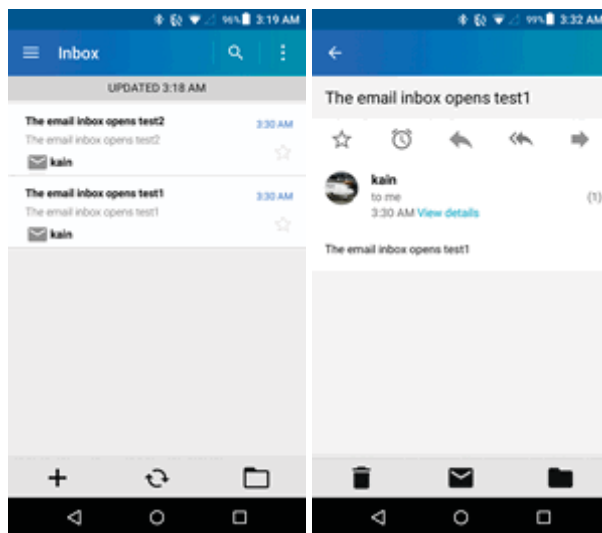 96% 3:19 AM
Inbox
UPDATED 3:18 AM
The email inbox opens test2
3:30 AM
The email inbox opens test2
kain
The email inbox opens test1
3:30 AM
The email inbox opens test1
kain
99% 3:32 AM
The email inbox opens test1
kain
to me
(1)
3:30 AM View details
The email inbox opens test1